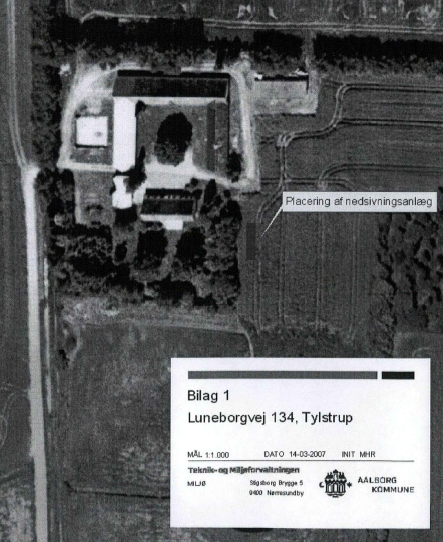 Placering af nedsivningsanlæg
Bilag 1
Luneborgvej 134, Tylstrup
MÅL 1:1.000 DATO 14-03-2007 INIT MHR
Teknik- og Miljøforvaltningen
MILJØ
Stigsborg Brygge 5
9400 Nørresundby
AALBORG
KOMMUNE